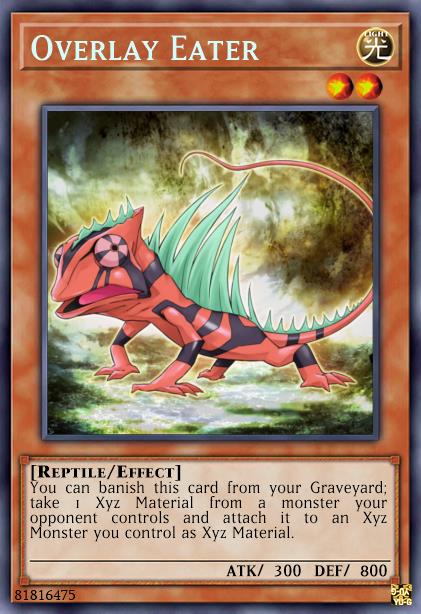 Overlay Eater
LIGHT
光
[Reptile/Effect]
You can banish this card from your Graveyard;
take 1 Xyz Material from a monster your
opponent controls and attach it to an Xyz
Monster you control as Xyz Material.
ATK/ 300 DEF/ 800
81816475